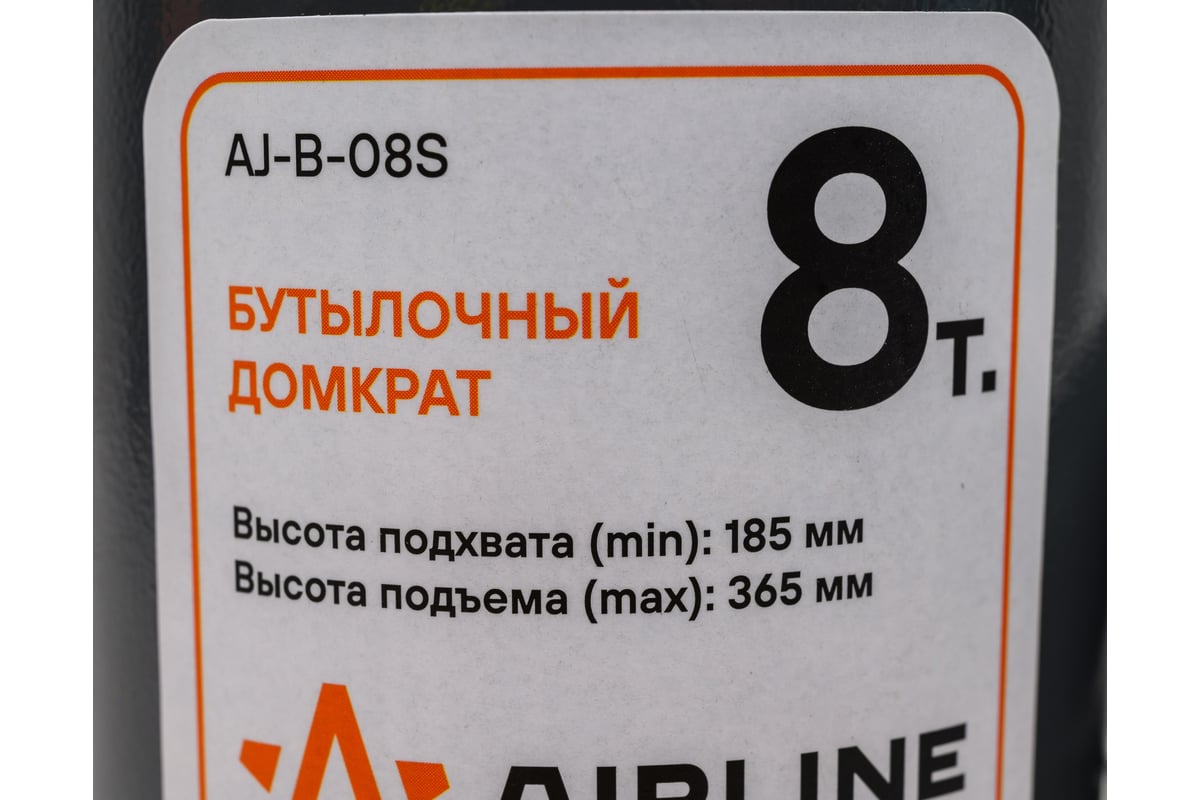 AJ-B-08S
8 т.
БУТЫЛОЧНЫЙ
ДОМКРАТ
Высота подхвата (min): 185 мм
Высота подъема (max): 365 мм
AIRLINE